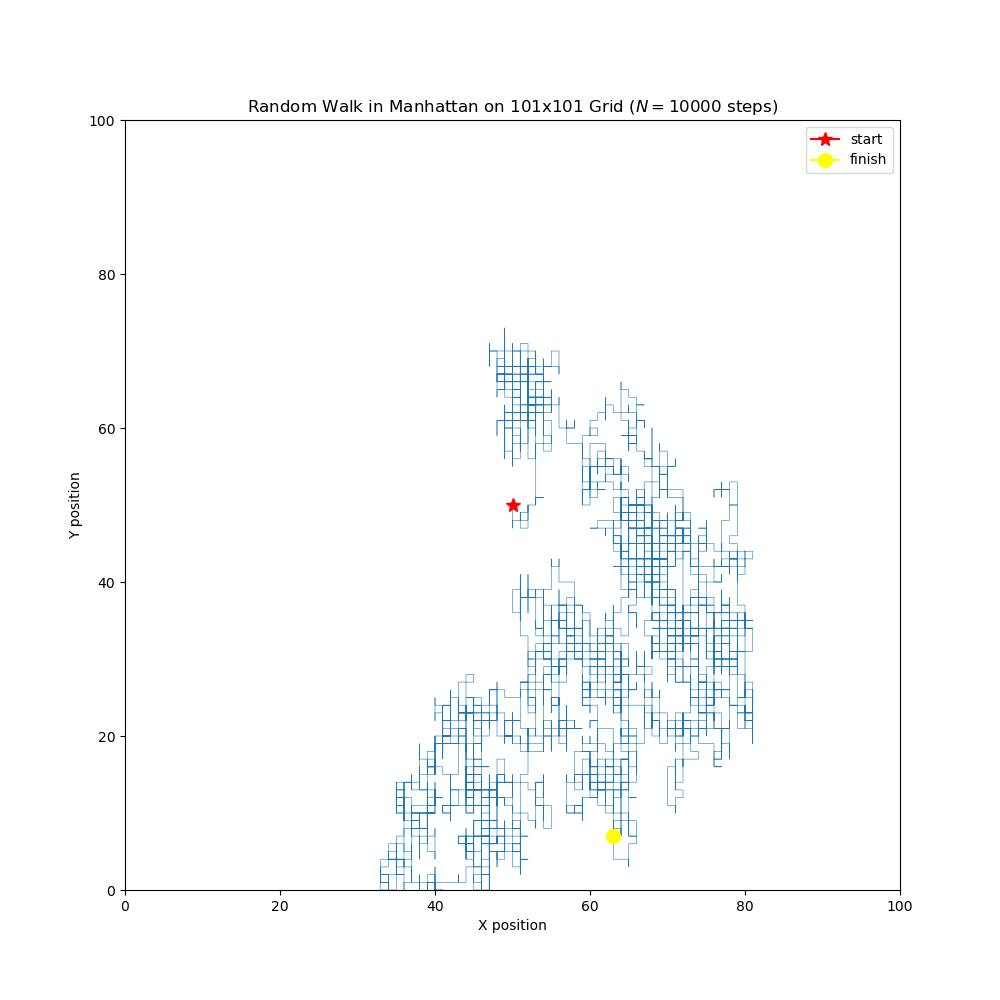 Random Walk in Manhattan on 101x101 Grid (N = 10000 steps)
start
finish
100
80
60
40
20
0
Y position
0 20 40 60 80 100
X position